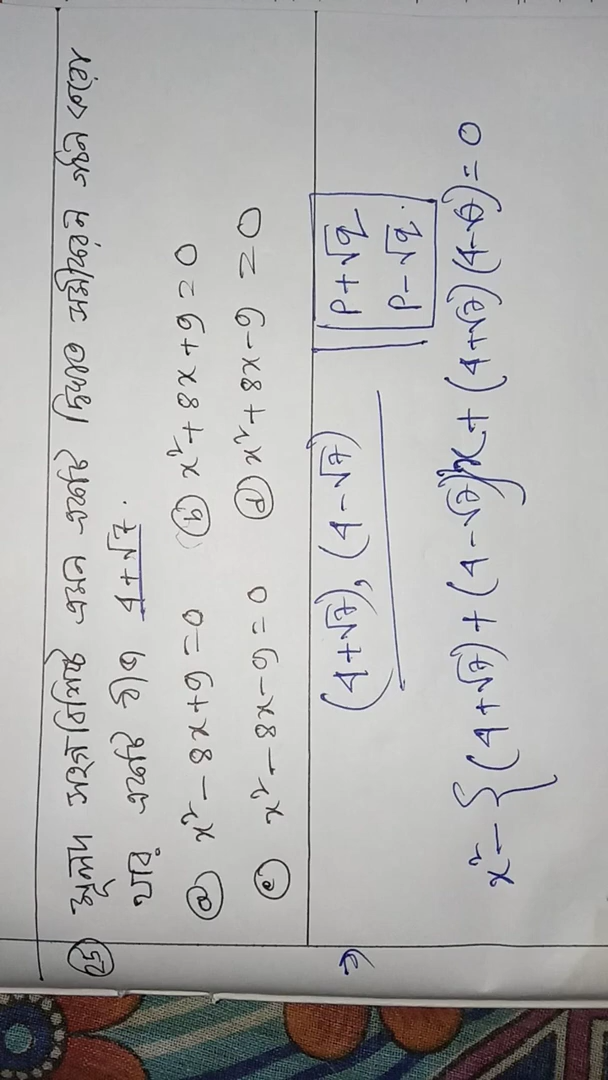 (52) মূলদ সহগবিশিষ্ট এমন একটি দ্বিঘাত সমীকরণ গঠন করো
যার একটি বীজ 4+√7.
(a) x² - 8x + 9 = 0 (b) x² + 8x + 9 = 0
(c) x² - 8x - 9 = 0 (d) x² + 8x - 9 = 0
⇒ (4+√7), (4-√7) P+√q
P-√q.
x² - {(4+√7) + (4-√7)}x + (4+√7)(4-√7) = 0